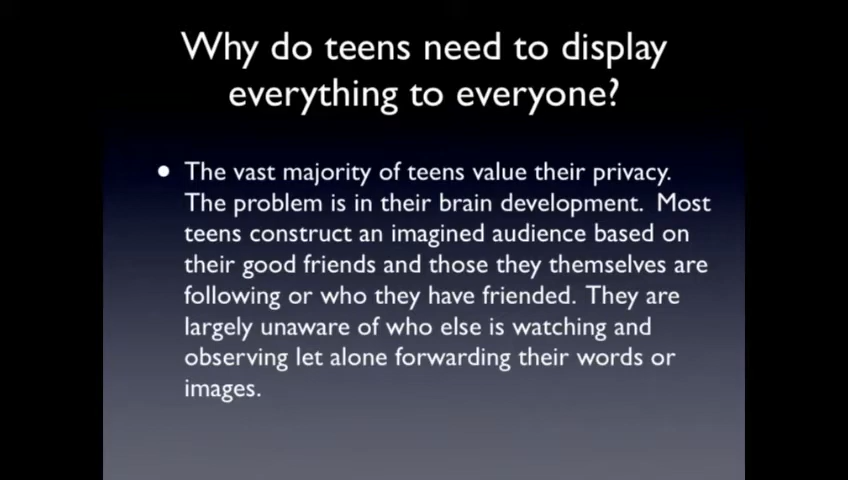 Why do teens need to display
everything to everyone?
• The vast majority of teens value their privacy.
The problem is in their brain development. Most
teens construct an imagined audience based on
their good friends and those they themselves are
following or who they have friended. They are
largely unaware of who else is watching and
observing let alone forwarding their words or
images.